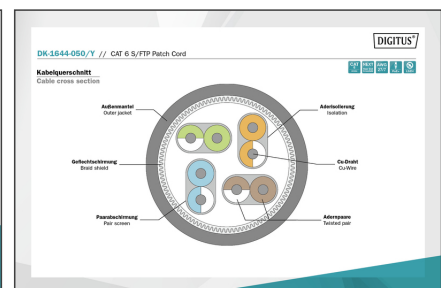 DIGITUS®
DK-1644-050/Y // CAT 6 S/FTP Patch Cord
Kabelquerschnitt
Cable cross section
Außenmantel
Outer jacket
Aderisolierung
Isolation
Geflechtschirmung
Braid shield
Cu-Draht
Cu-Wire
Paarabschirmung
Pair screen
Adernpaare
Twisted pair